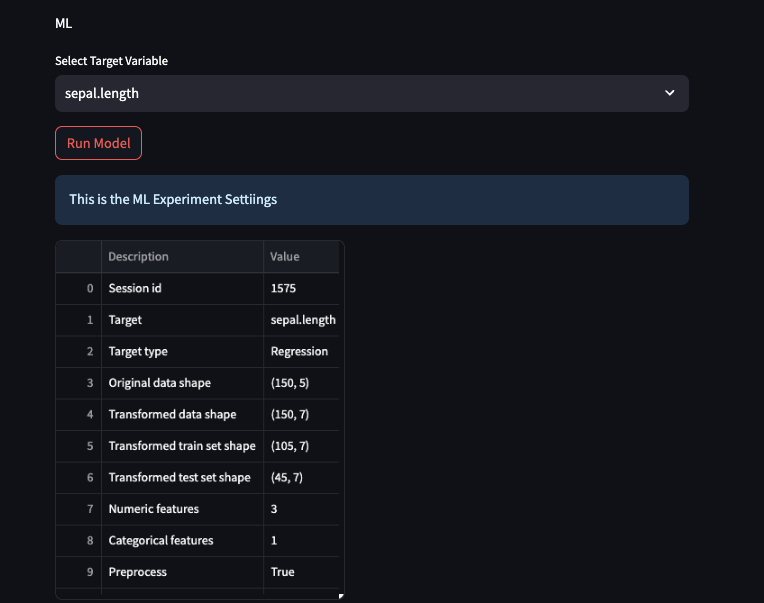 ML
Select Target Variable
sepal.length
Run Model
This is the ML Experiment Settiings
Description Value
0 Session id 1575
1 Target sepal.length
2 Target type Regression
3 Original data shape (150, 5)
4 Transformed data shape (150, 7)
5 Transformed train set shape (105, 7)
6 Transformed test set shape (45, 7)
7 Numeric features 3
8 Categorical features 1
9 Preprocess True